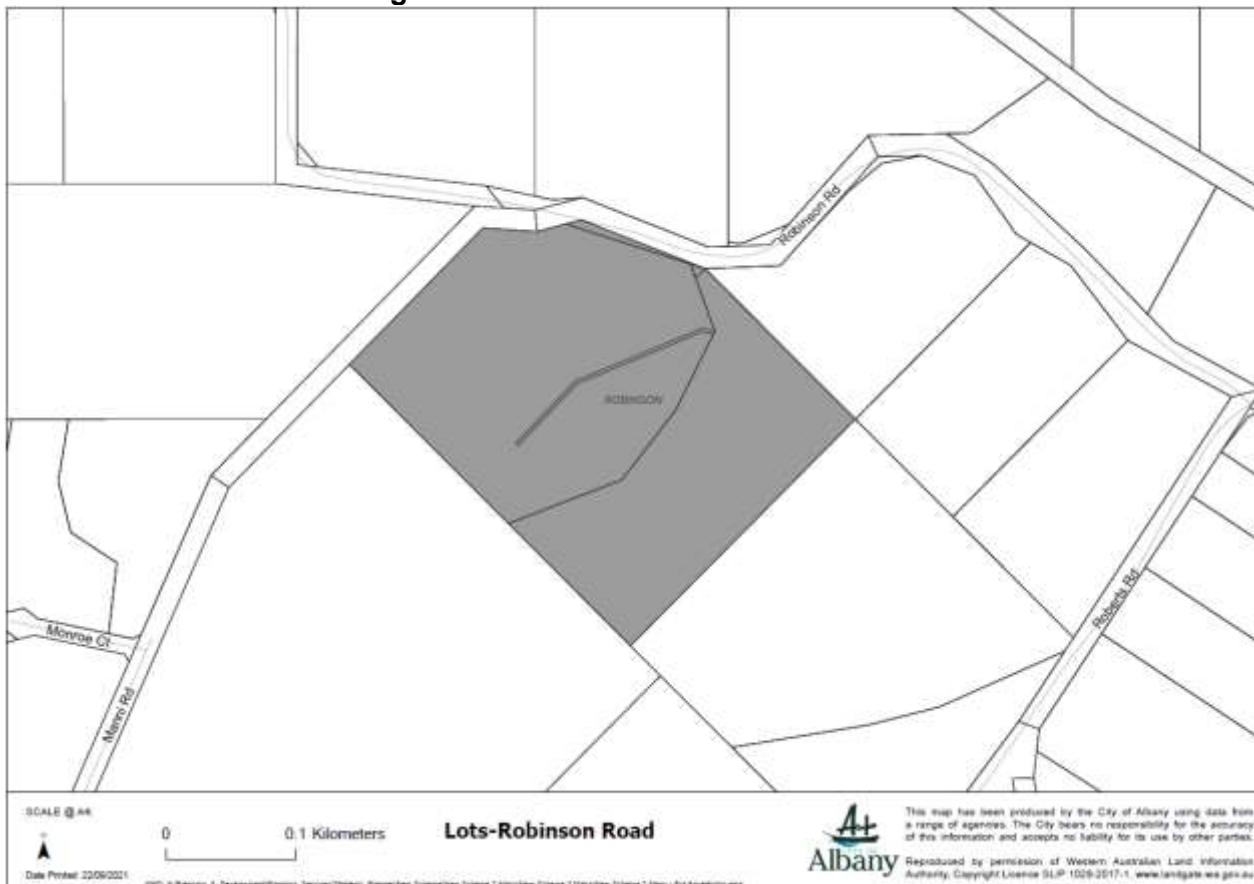 Robinson Rd
ROBINSON
Roberts Rd
Monroe Ct
Manni Rd
SCALE @ A4
0 0.1 Kilometers
Date Printed: 22/09/2021
Lots-Robinson Road
Albany
This map has been produced by the City of Albany using data from
a range of agencies. The City bears no responsibility for the accuracy
of this information and accepts no liability for its use by other parties.
Reproduced by permission of Western Australian Land Information
Authority, Copyright Licence SLIP 1029-2017-1. www.landgate.wa.gov.au